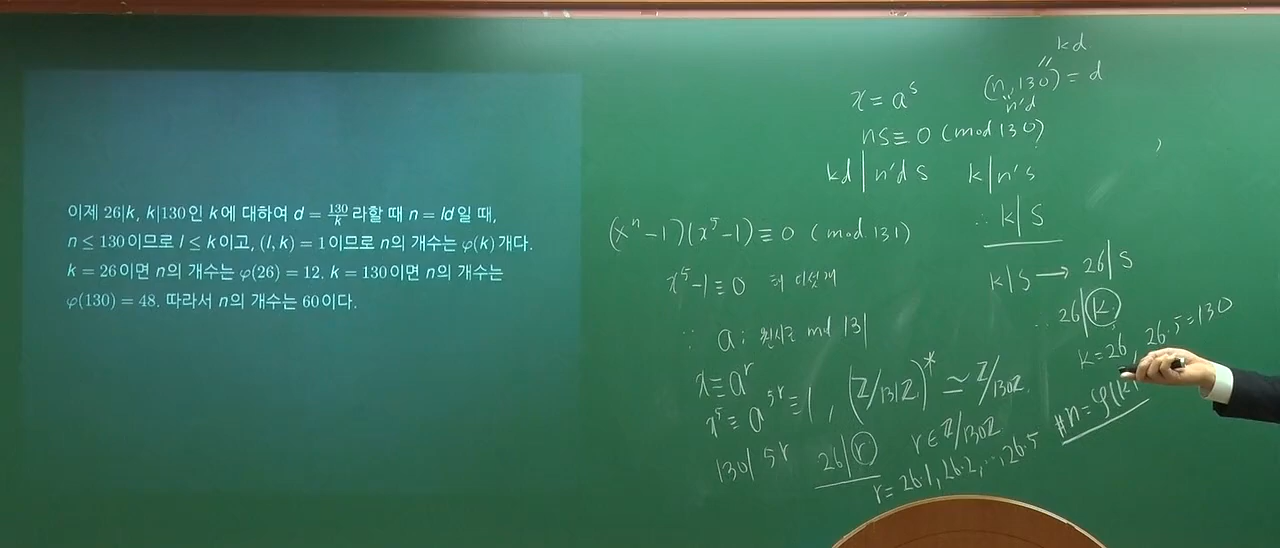 이제 26|k, k|130인 k에 대하여 d = 130/k 라할 때 n = ld일 때,
n ≤ 130이므로 l ≤ k이고, (l, k) = 1이므로 n의 개수는 φ(k)개다.
k = 26이면 n의 개수는 φ(26) = 12. k = 130이면 n의 개수는
φ(130) = 48. 따라서 n의 개수는 60이다.
kd
x = a^s (n, 130) = d
n'd
ns ≡ 0 (mod 130)
kd | n'd s k | n's
∴ k | s
(x^n - 1)(x^5 - 1) ≡ 0 (mod. 131)
k | s → 26 | s
x^5 - 1 ≡ 0
∴ 26 | k
∵ a: 원시근 mod 131
k = 26, 26·5 = 130
x ≡ a^r
x^5 ≡ a^{5r} ≡ 1, (Z/131Z)^* ≃ Z/130Z
#n = φ(k)
130 | 5r 26 | r r ∈ Z/130Z
r = 26·1, 26·2, ⋯, 26·5